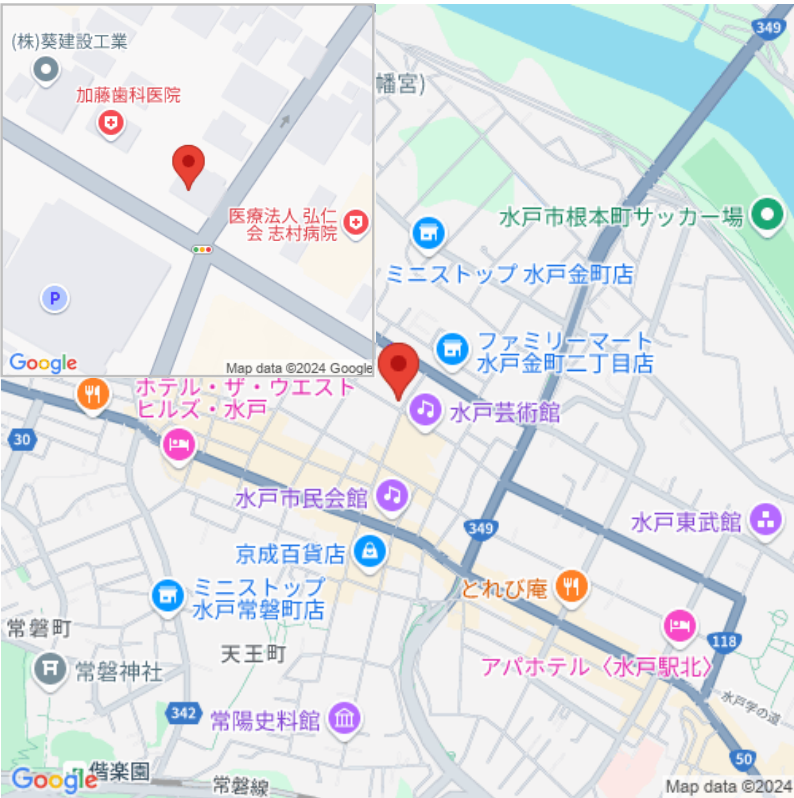 (株)葵建設工業
加藤歯科医院
医療法人 弘仁
会 志村病院
P
Google
Map data ©2024 Google
幡宮)
349
水戸市根本町サッカー場
ミニストップ 水戸金町店
ファミリーマート
水戸金町二丁目店
ホテル・ザ・ウエスト
ヒルズ・水戸
水戸芸術館
30
水戸市民会館
349
水戸東武館
京成百貨店
とれび庵
ミニストップ
水戸常磐町店
常磐町
天王町
118
アパホテル〈水戸駅北〉
常磐神社
水戸学の道
342
常陽史料館
50
偕楽園
常磐線
Google
Map data ©2024